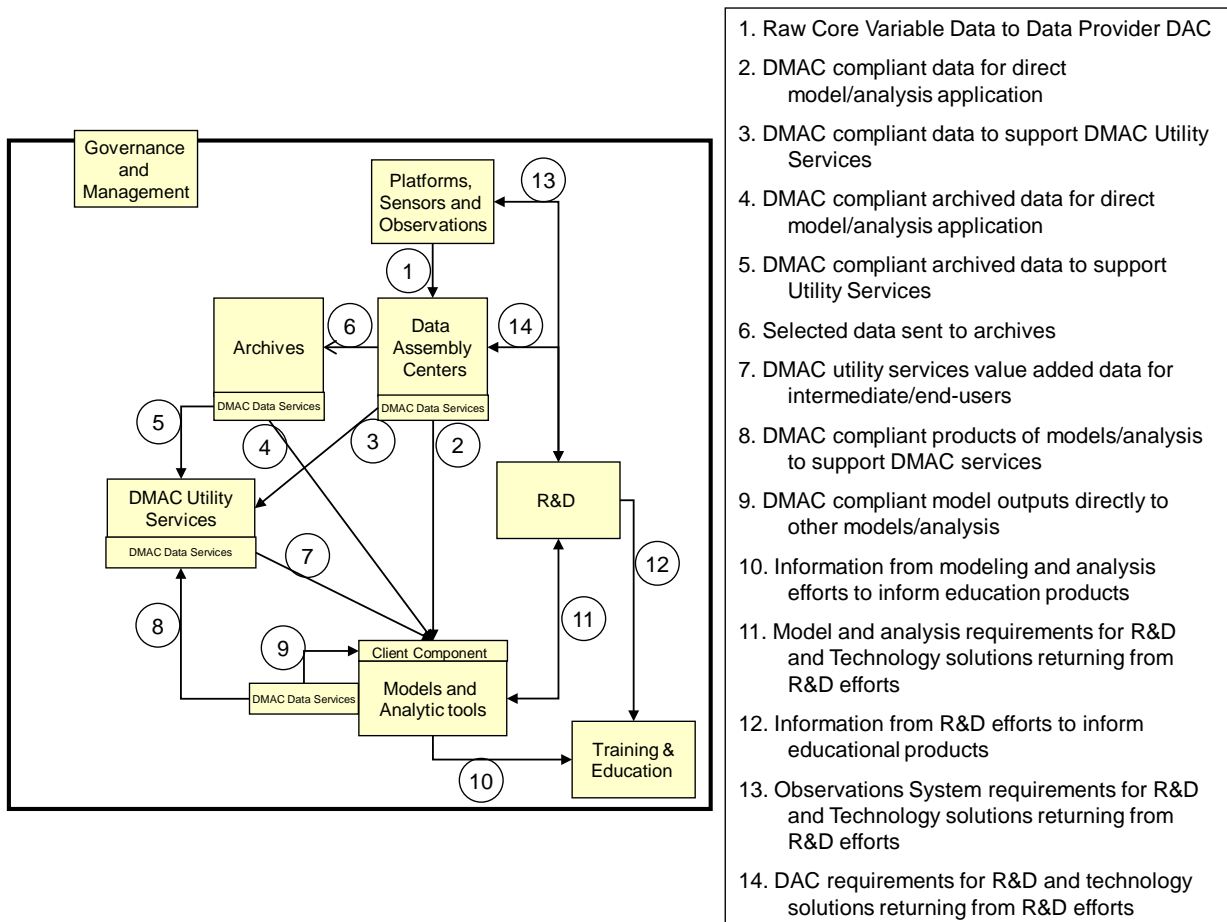 Governance
and
Management
Platforms,
Sensors and
Observations
13
1
Archives
6
Data
Assembly
Centers
14
DMAC Data Services
DMAC Data Services
5
4
3
2
DMAC Utility
Services
R&D
DMAC Data Services
7
12
8
11
9
Client Component
DMAC Data Services
Models and
Analytic tools
10
Training &
Education
1. Raw Core Variable Data to Data Provider DAC
2. DMAC compliant data for direct
model/analysis application
3. DMAC compliant data to support DMAC Utility
Services
4. DMAC compliant archived data for direct
model/analysis application
5. DMAC compliant archived data to support
Utility Services
6. Selected data sent to archives
7. DMAC utility services value added data for
intermediate/end-users
8. DMAC compliant products of models/analysis
to support DMAC services
9. DMAC compliant model outputs directly to
other models/analysis
10. Information from modeling and analysis
efforts to inform education products
11. Model and analysis requirements for R&D
and Technology solutions returning from
R&D efforts
12. Information from R&D efforts to inform
educational products
13. Observations System requirements for R&D
and Technology solutions returning from
R&D efforts
14. DAC requirements for R&D and technology
solutions returning from R&D efforts